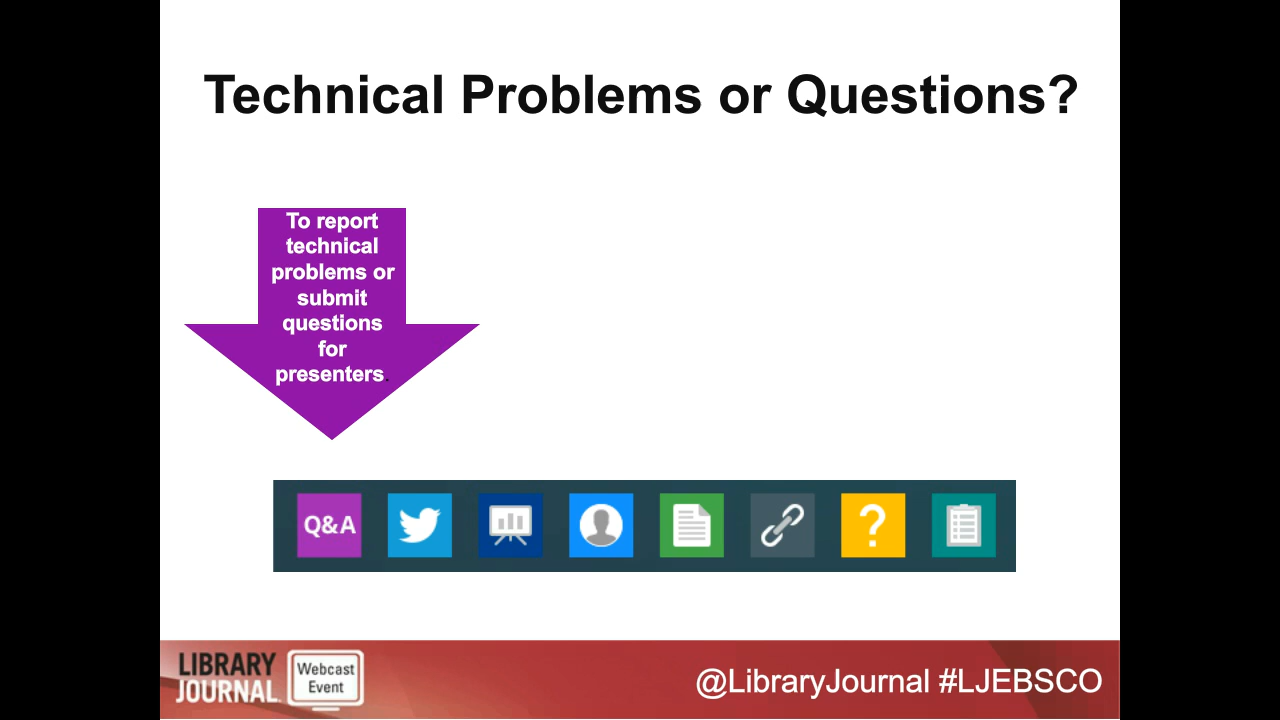 Technical Problems or Questions?
To report
technical
problems or
submit
questions
for
presenters.
Q&A
?
LIBRARY
JOURNAL
Webcast
Event
@LibraryJournal #LJEBSCO